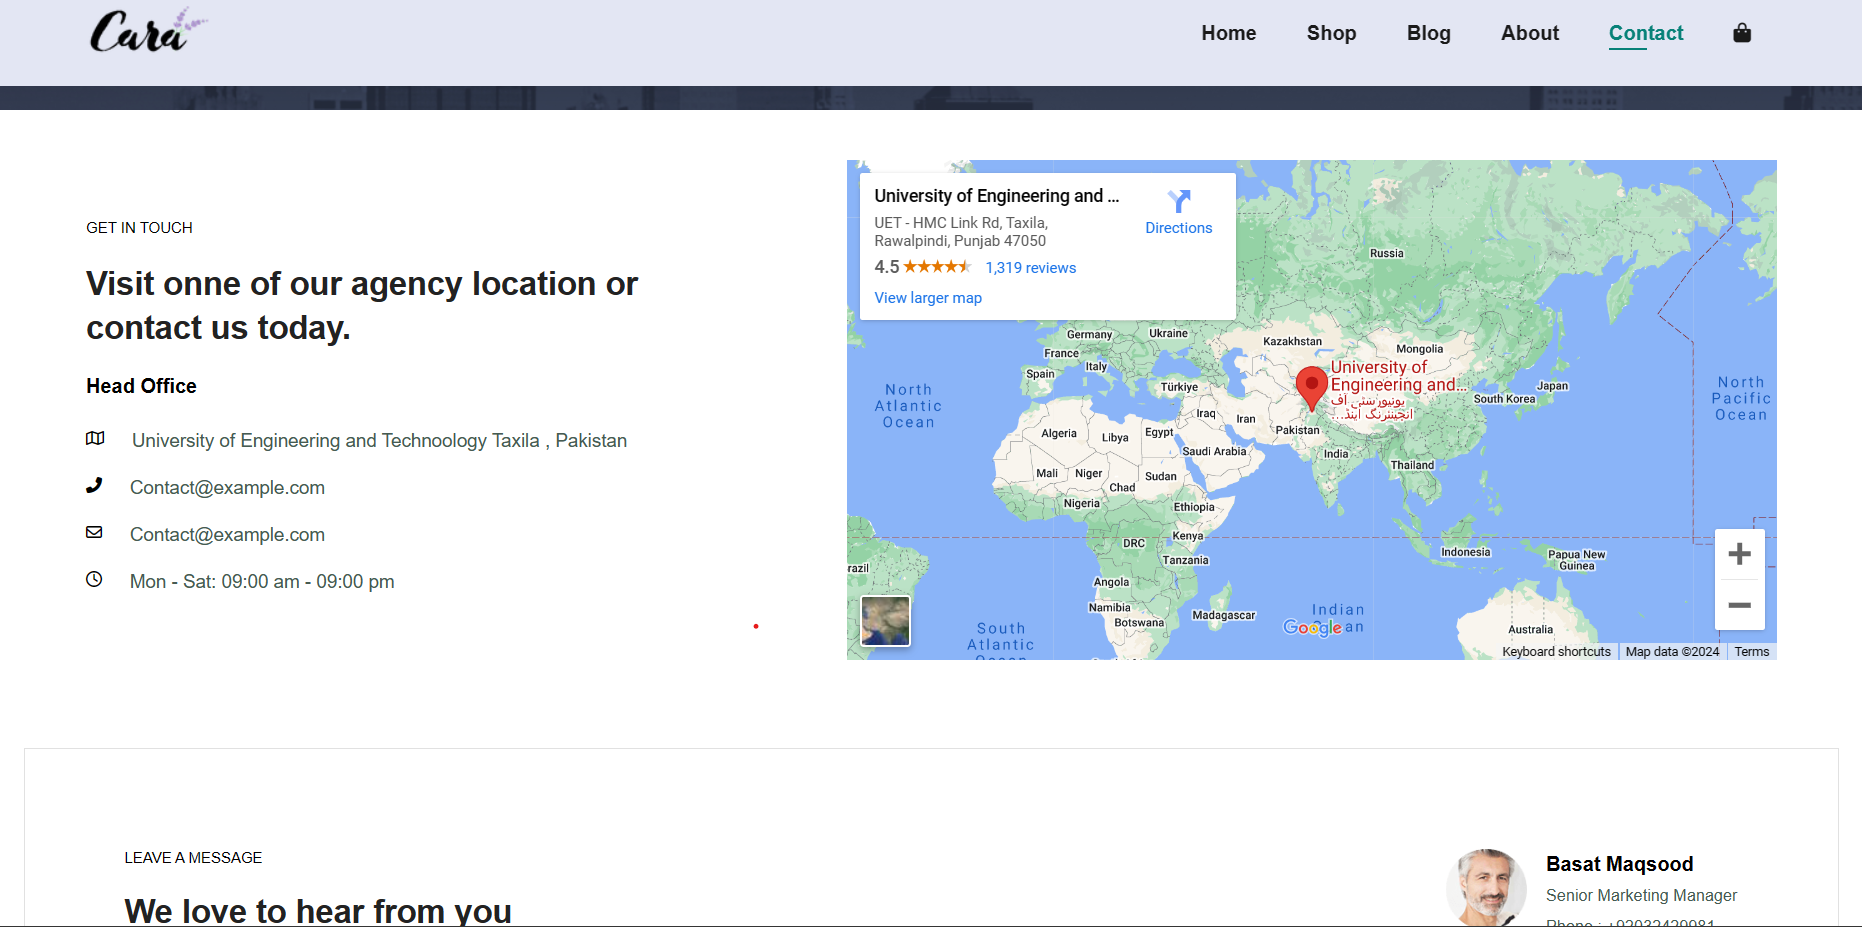 Cara
Home
Shop
Blog
About
Contact
GET IN TOUCH
Visit onne of our agency location or
contact us today.
Head Office
University of Engineering and Technoology Taxila , Pakistan
Contact@example.com
Contact@example.com
Mon - Sat: 09:00 am - 09:00 pm
University of Engineering and ...
UET - HMC Link Rd, Taxila,
Rawalpindi, Punjab 47050
4.5
1,319 reviews
View larger map
Directions
Russia
Germany
Ukraine
Kazakhstan
Mongolia
France
Italy
Spain
Türkiye
University of
Engineering and...
یونیورسٹی آف
انجینئرنگ اینڈ...
Japan
South Korea
North
Atlantic
Ocean
North
Pacific
Ocean
Iraq
Iran
Pakistan
Algeria
Libya
Egypt
Saudi Arabia
India
Thailand
Mali
Niger
Chad
Sudan
Nigeria
Ethiopia
DRC
Kenya
Tanzania
Indonesia
Papua New
Guinea
razil
Angola
Namibia
Botswana
Madagascar
Indian
an
Google
South
Atlantic
Ocean
Australia
Keyboard shortcuts
Map data ©2024
Terms
LEAVE A MESSAGE
We love to hear from you
Basat Maqsood
Senior Marketing Manager
Phone : +92032429981